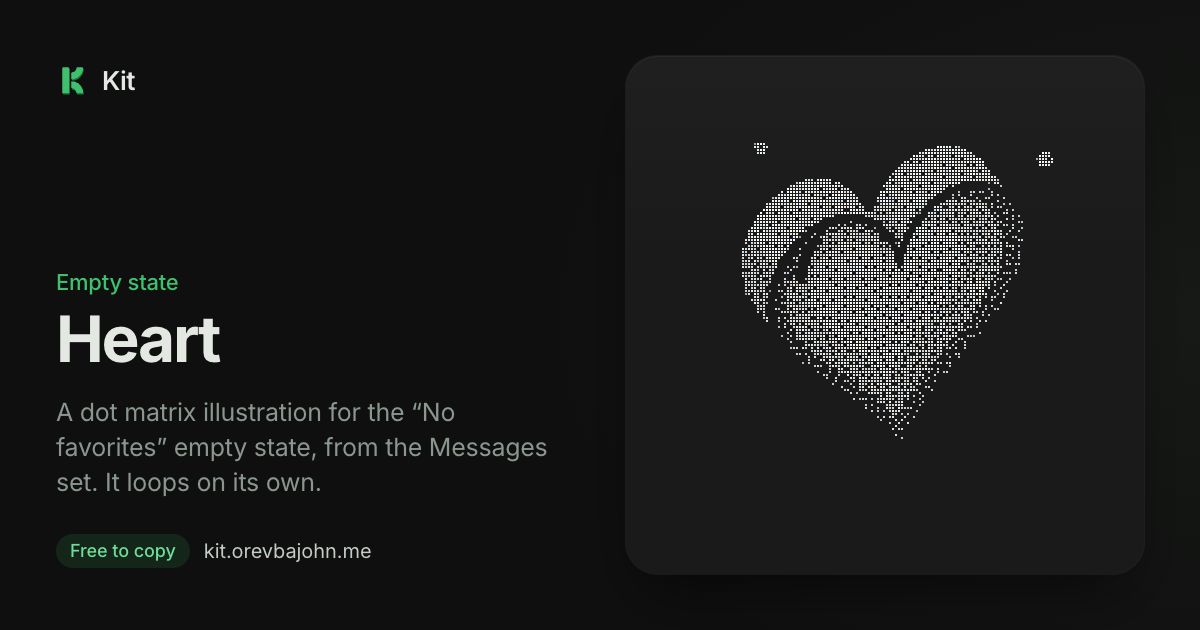 Kit
Empty state
Heart
A dot matrix illustration for the “No
favorites” empty state, from the Messages
set. It loops on its own.
Free to copy
kit.orevbajohn.me